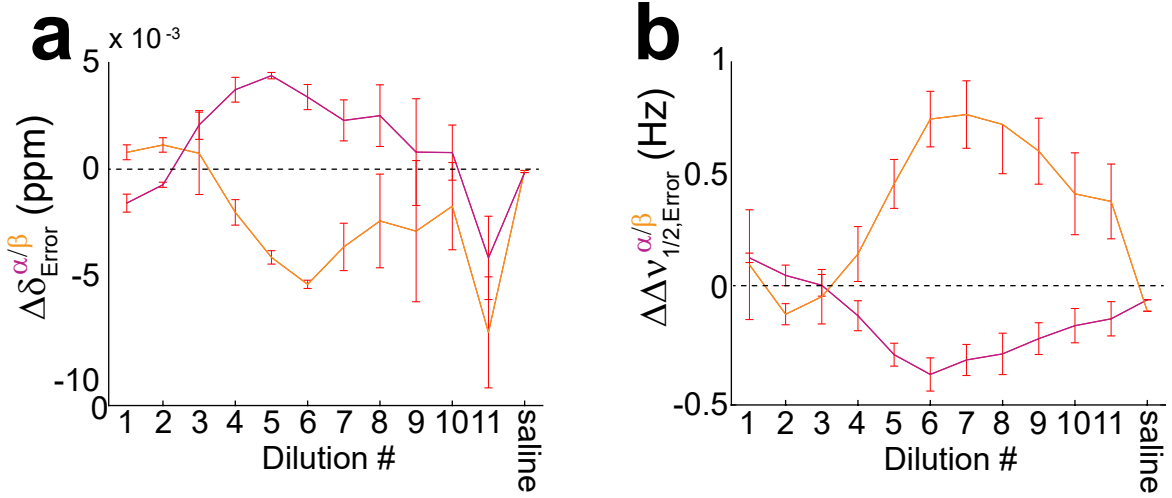 a
x 10 -3
5
0
-5
-10
0
Δδ Error α/β (ppm)
1 2 3 4 5 6 7 8 9 10 11 saline
Dilution #
b
1
0.5
0
-0.5
ΔΔν 1/2,Error α/β (Hz)
1 2 3 4 5 6 7 8 9 10 11 saline
Dilution #